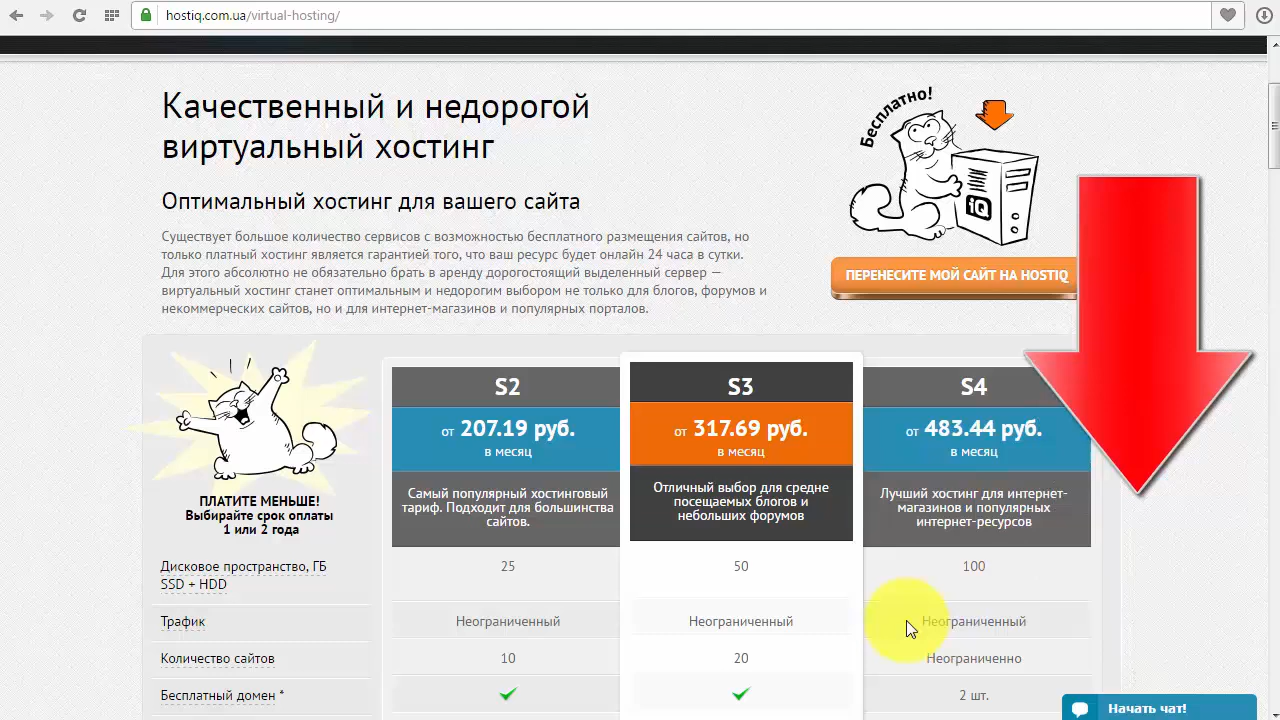 hostiq.com.ua/virtual-hosting/
Качественный и недорогой
виртуальный хостинг
Бесплатно!
iQ
Оптимальный хостинг для вашего сайта
Существует большое количество сервисов с возможностью бесплатного размещения сайтов, но
только платный хостинг является гарантией того, что ваш ресурс будет онлайн 24 часа в сутки.
Для этого абсолютно не обязательно брать в аренду дорогостоящий выделенный сервер —
виртуальный хостинг станет оптимальным и недорогим выбором не только для блогов, форумов и
некоммерческих сайтов, но и для интернет-магазинов и популярных порталов.
ПЕРЕНЕСИТЕ МОЙ САЙТ НА HOSTIQ
ПЛАТИТЕ МЕНЬШЕ!
Выбирайте срок оплаты
1 или 2 года
S2 S3 S4
от 207.19 руб. от 317.69 руб. от 483.44 руб.
в месяц в месяц в месяц
Самый популярный хостинговый
тариф. Подходит для большинства
сайтов.
Отличный выбор для средне
посещаемых блогов и
небольших форумов
Лучший хостинг для интернет-
магазинов и популярных
интернет-ресурсов
Дисковое пространство, ГБ
SSD + HDD
25 50 100
Трафик Неограниченный Неограниченный Неограниченный
Количество сайтов 10 20 Неограниченно
Бесплатный домен * 2 шт.
Начать чат!